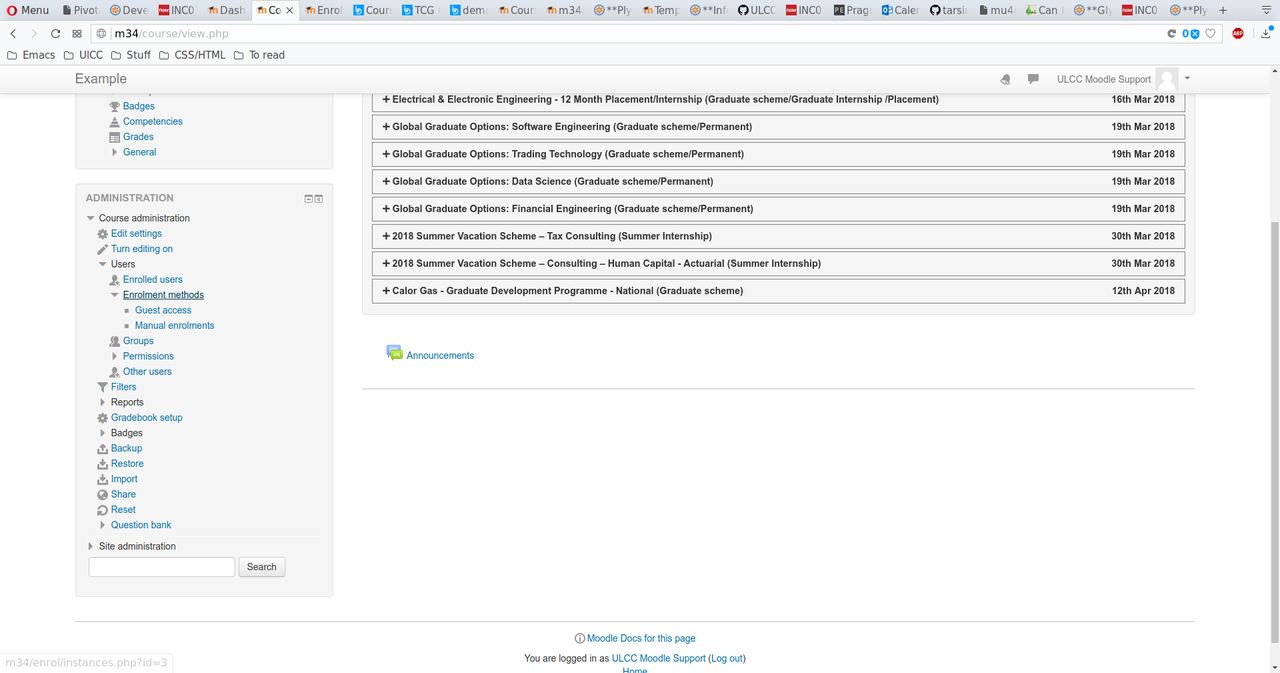 Menu
Pivot
Deve
now INC0
Dash
Co
Enrol
Cours
TCG
demo
Cour
m34
**Ply
Temp
**Inf
ULCC
now INC0
Prag
Caler
tarsi
mu4
Can
**Gly
now INC0
**Ply
m34/course/view.php
0
ABP
Emacs
UICC
Stuff
CSS/HTML
To read
Example
ULCC Moodle Support
Badges
Competencies
Grades
General
ADMINISTRATION
Course administration
Edit settings
Turn editing on
Users
Enrolled users
Enrolment methods
Guest access
Manual enrolments
Groups
Permissions
Other users
Filters
Reports
Gradebook setup
Badges
Backup
Restore
Import
Share
Reset
Question bank
Site administration
Search
+ Electrical & Electronic Engineering - 12 Month Placement/Internship (Graduate scheme/Graduate Internship /Placement) 16th Mar 2018
+ Global Graduate Options: Software Engineering (Graduate scheme/Permanent) 19th Mar 2018
+ Global Graduate Options: Trading Technology (Graduate scheme/Permanent) 19th Mar 2018
+ Global Graduate Options: Data Science (Graduate scheme/Permanent) 19th Mar 2018
+ Global Graduate Options: Financial Engineering (Graduate scheme/Permanent) 19th Mar 2018
+ 2018 Summer Vacation Scheme – Tax Consulting (Summer Internship) 30th Mar 2018
+ 2018 Summer Vacation Scheme – Consulting – Human Capital - Actuarial (Summer Internship) 30th Mar 2018
+ Calor Gas - Graduate Development Programme - National (Graduate scheme) 12th Apr 2018
Announcements
Moodle Docs for this page
You are logged in as ULCC Moodle Support (Log out)
Home
m34/enrol/instances.php?id=3